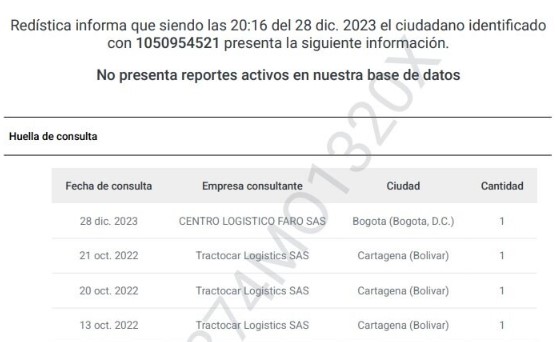 Redística informa que siendo las 20:16 del 28 dic. 2023 el ciudadano identificado
con 1050954521 presenta la siguiente información.
No presenta reportes activos en nuestra base de datos
Huella de consulta
Fecha de consulta Empresa consultante Ciudad Cantidad
28 dic. 2023 CENTRO LOGISTICO FARO SAS Bogota (Bogota, D.C.) 1
21 oct. 2022 Tractocar Logistics SAS Cartagena (Bolivar) 1
20 oct. 2022 Tractocar Logistics SAS Cartagena (Bolivar) 1
13 oct. 2022 Tractocar Logistics SAS Cartagena (Bolivar) 1